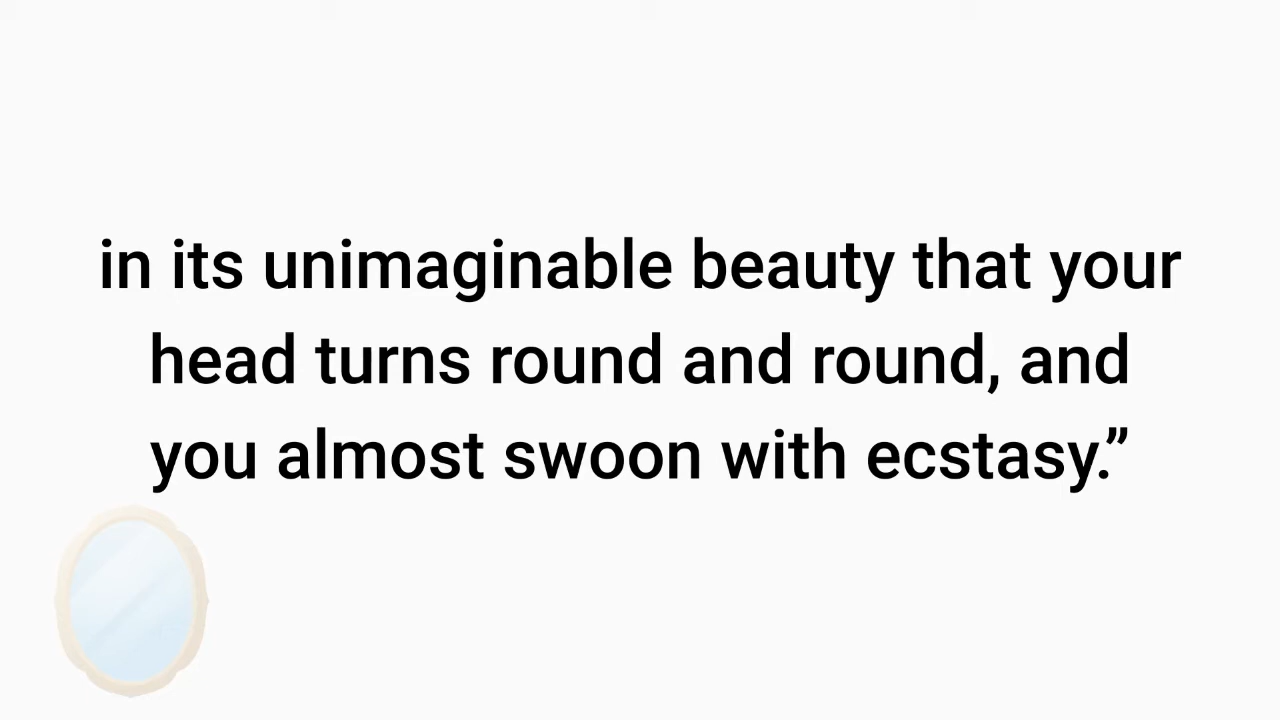 in its unimaginable beauty that your
head turns round and round, and
you almost swoon with ecstasy.”